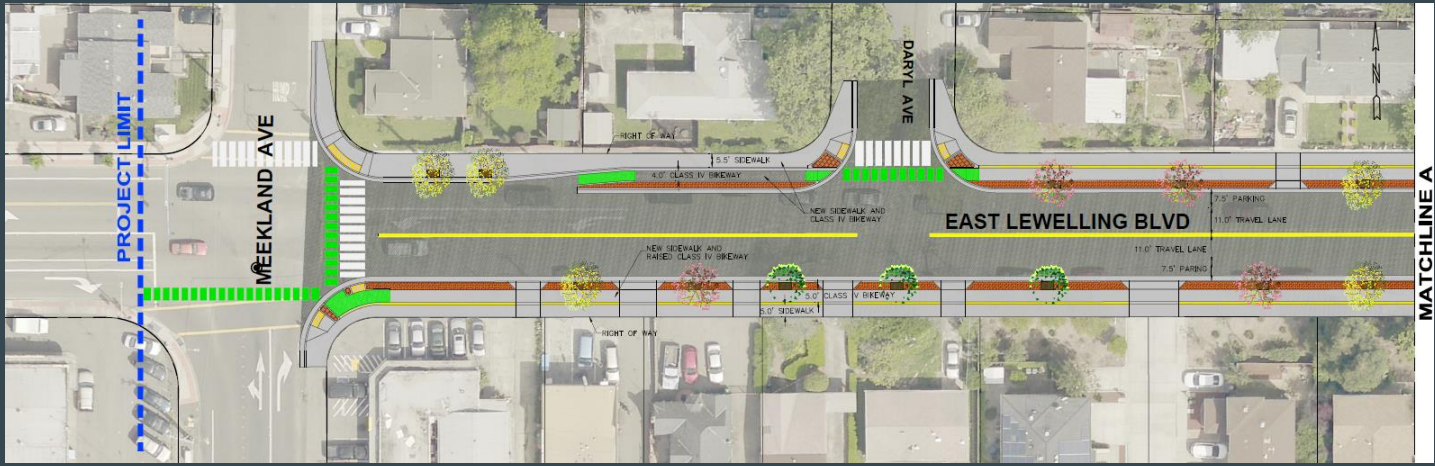 PROJECT LIMIT
MEEKLAND AVE
DARYL AVE
N
RIGHT OF WAY
5.5' SIDEWALK
4.0' CLASS IV BIKEWAY
NEW SIDEWALK AND
CLASS IV BIKEWAY
EAST LEWELLING BLVD
7.5' PARKING
11.0' TRAVEL LANE
11.0' TRAVEL LANE
7.5' PARING
NEW SIDEWALK AND
RAISED CLASS IV BIKEWAY
5.0' CLASS IV BIKEWAY
5.0' SIDEWALK
RIGHT OF WAY
MATCHLINE A